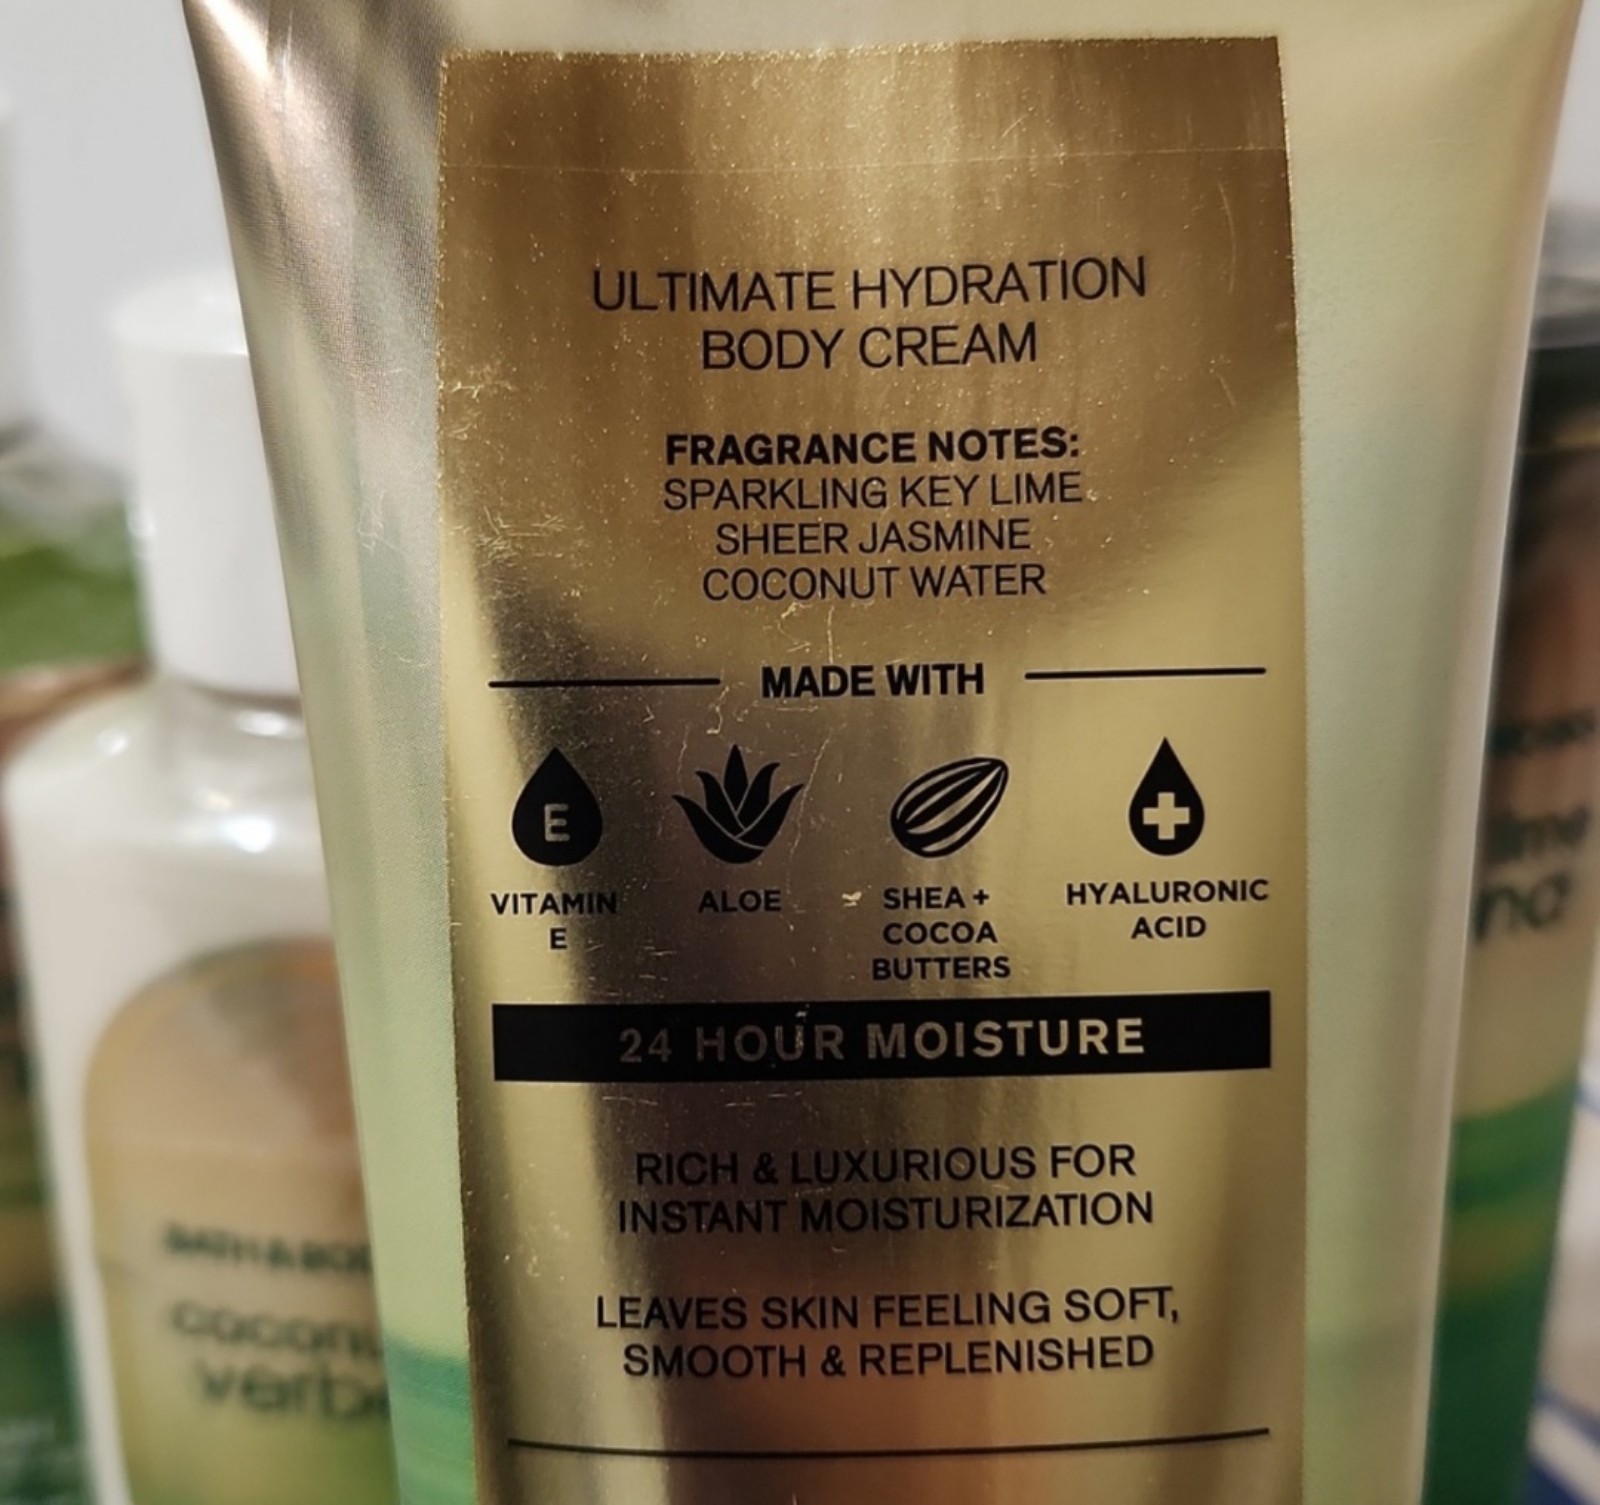 ULTIMATE HYDRATION
BODY CREAM
FRAGRANCE NOTES:
SPARKLING KEY LIME
SHEER JASMINE
COCONUT WATER
MADE WITH
E
VITAMIN
E
ALOE
SHEA +
COCOA
BUTTERS
HYALURONIC
ACID
24 HOUR MOISTURE
RICH & LUXURIOUS FOR
INSTANT MOISTURIZATION
LEAVES SKIN FEELING SOFT,
SMOOTH & REPLENISHED